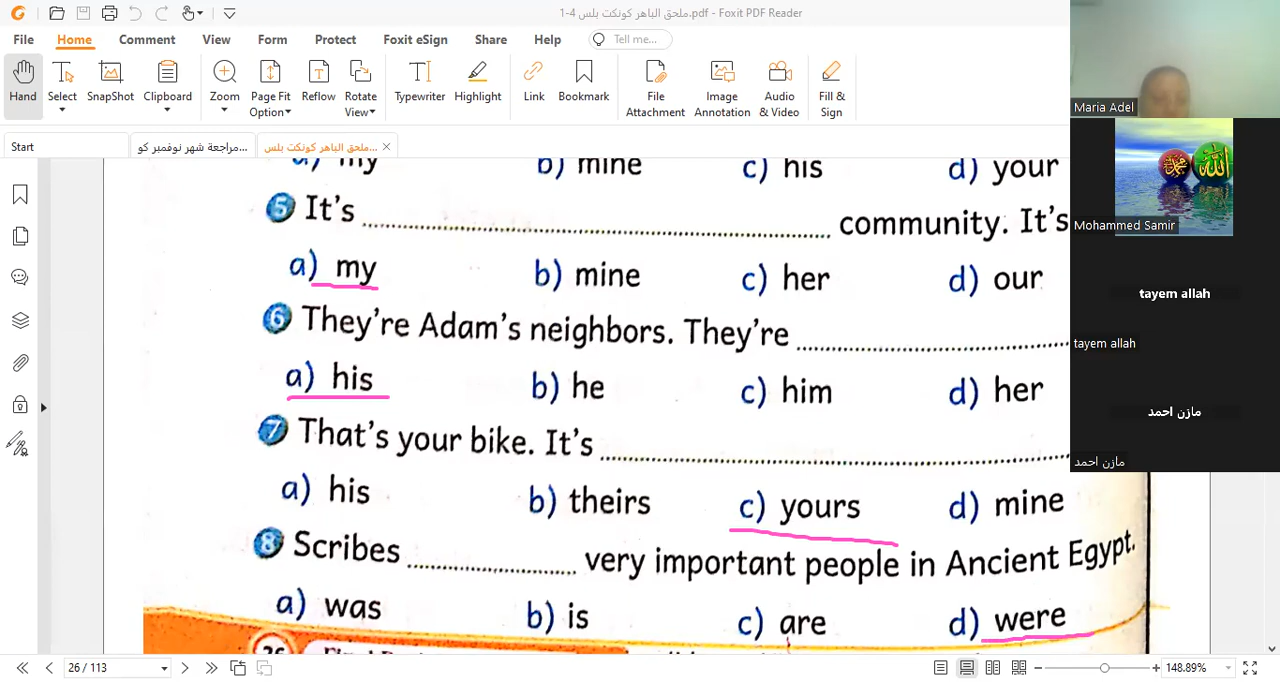 ملحق الباهر كونكت بلس 4-1.pdf - Foxit PDF Reader
File Home Comment View Form Protect Foxit eSign Share Help Tell me...
Hand Select SnapShot Clipboard Zoom Page Fit Option Reflow Rotate View Typewriter Highlight Link Bookmark File Attachment Image Annotation Audio & Video Fill & Sign
Start مراجعة شهر نوفمبر كو... ملحق الباهر كونكت بلس...
a) my b) mine c) his d) your
5 It's ........ community. It's
a) my b) mine c) her d) our
6 They're Adam's neighbors. They're ........
a) his b) he c) him d) her
7 That's your bike. It's ........
a) his b) theirs c) yours d) mine
8 Scribes ........ very important people in Ancient Egypt.
a) was b) is c) are d) were
26
Maria Adel
الله
محمد
Mohammed Samir
tayem allah
tayem allah
مازن احمد
مازن احمد
26 / 113
148.89%